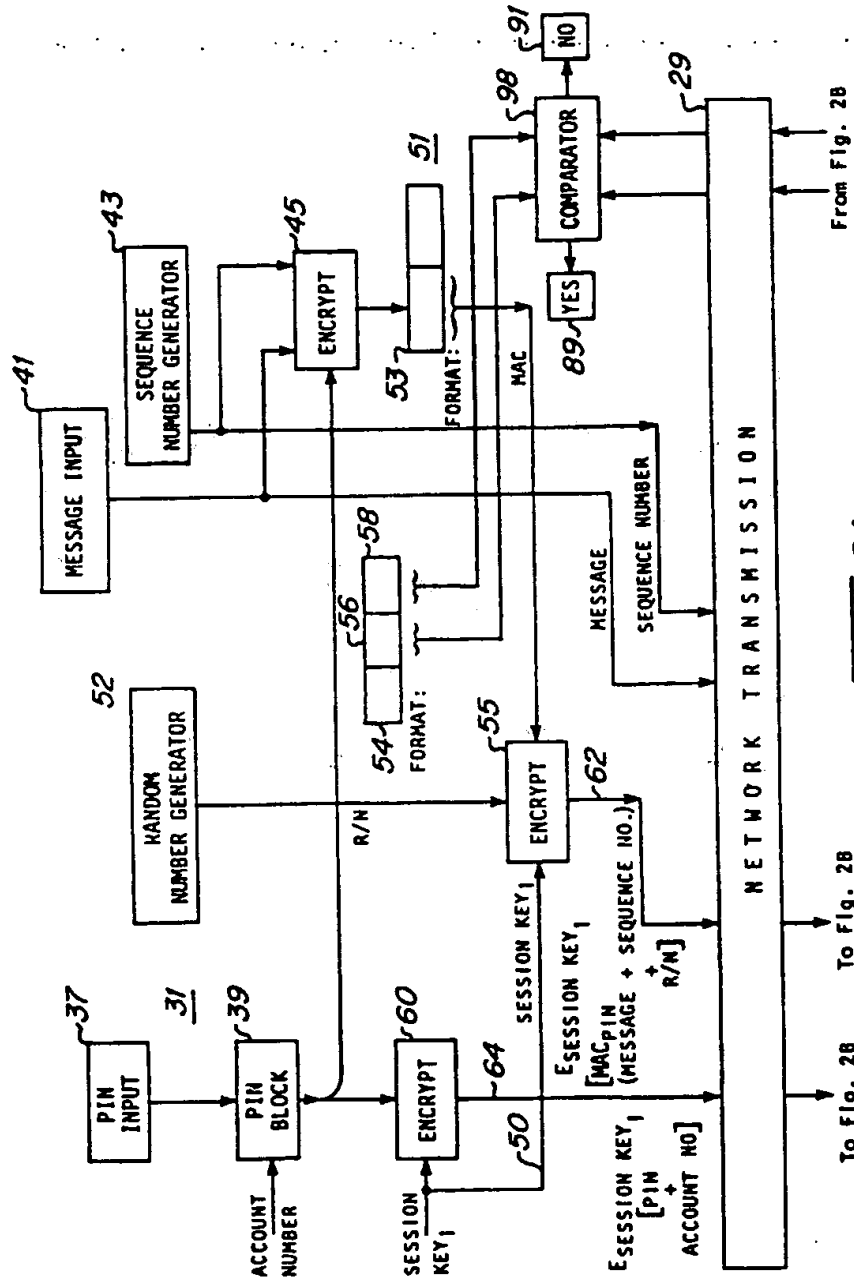 41
MESSAGE INPUT
43
SEQUENCE
NUMBER GENERATOR
52
RANDOM
NUMBER GENERATOR
37
PIN
INPUT
31
39
PIN
BLOCK
ACCOUNT
NUMBER
45
ENCRYPT
51
53
FORMAT:
MAC
54
56
58
FORMAT:
R/N
60
ENCRYPT
SESSION
KEY1
64
50
SESSION KEY1
55
ENCRYPT
62
98
COMPARATOR
91
NO
89
YES
ESESSION KEY1
[PIN
+
ACCOUNT NO]
ESESSION KEY1
[MACPIN
(MESSAGE + SEQUENCE NO.)
+
R/N]
MESSAGE
SEQUENCE NUMBER
29
NETWORK TRANSMISSION
To Fig. 2B
To Fig. 2B
From Fig. 2B